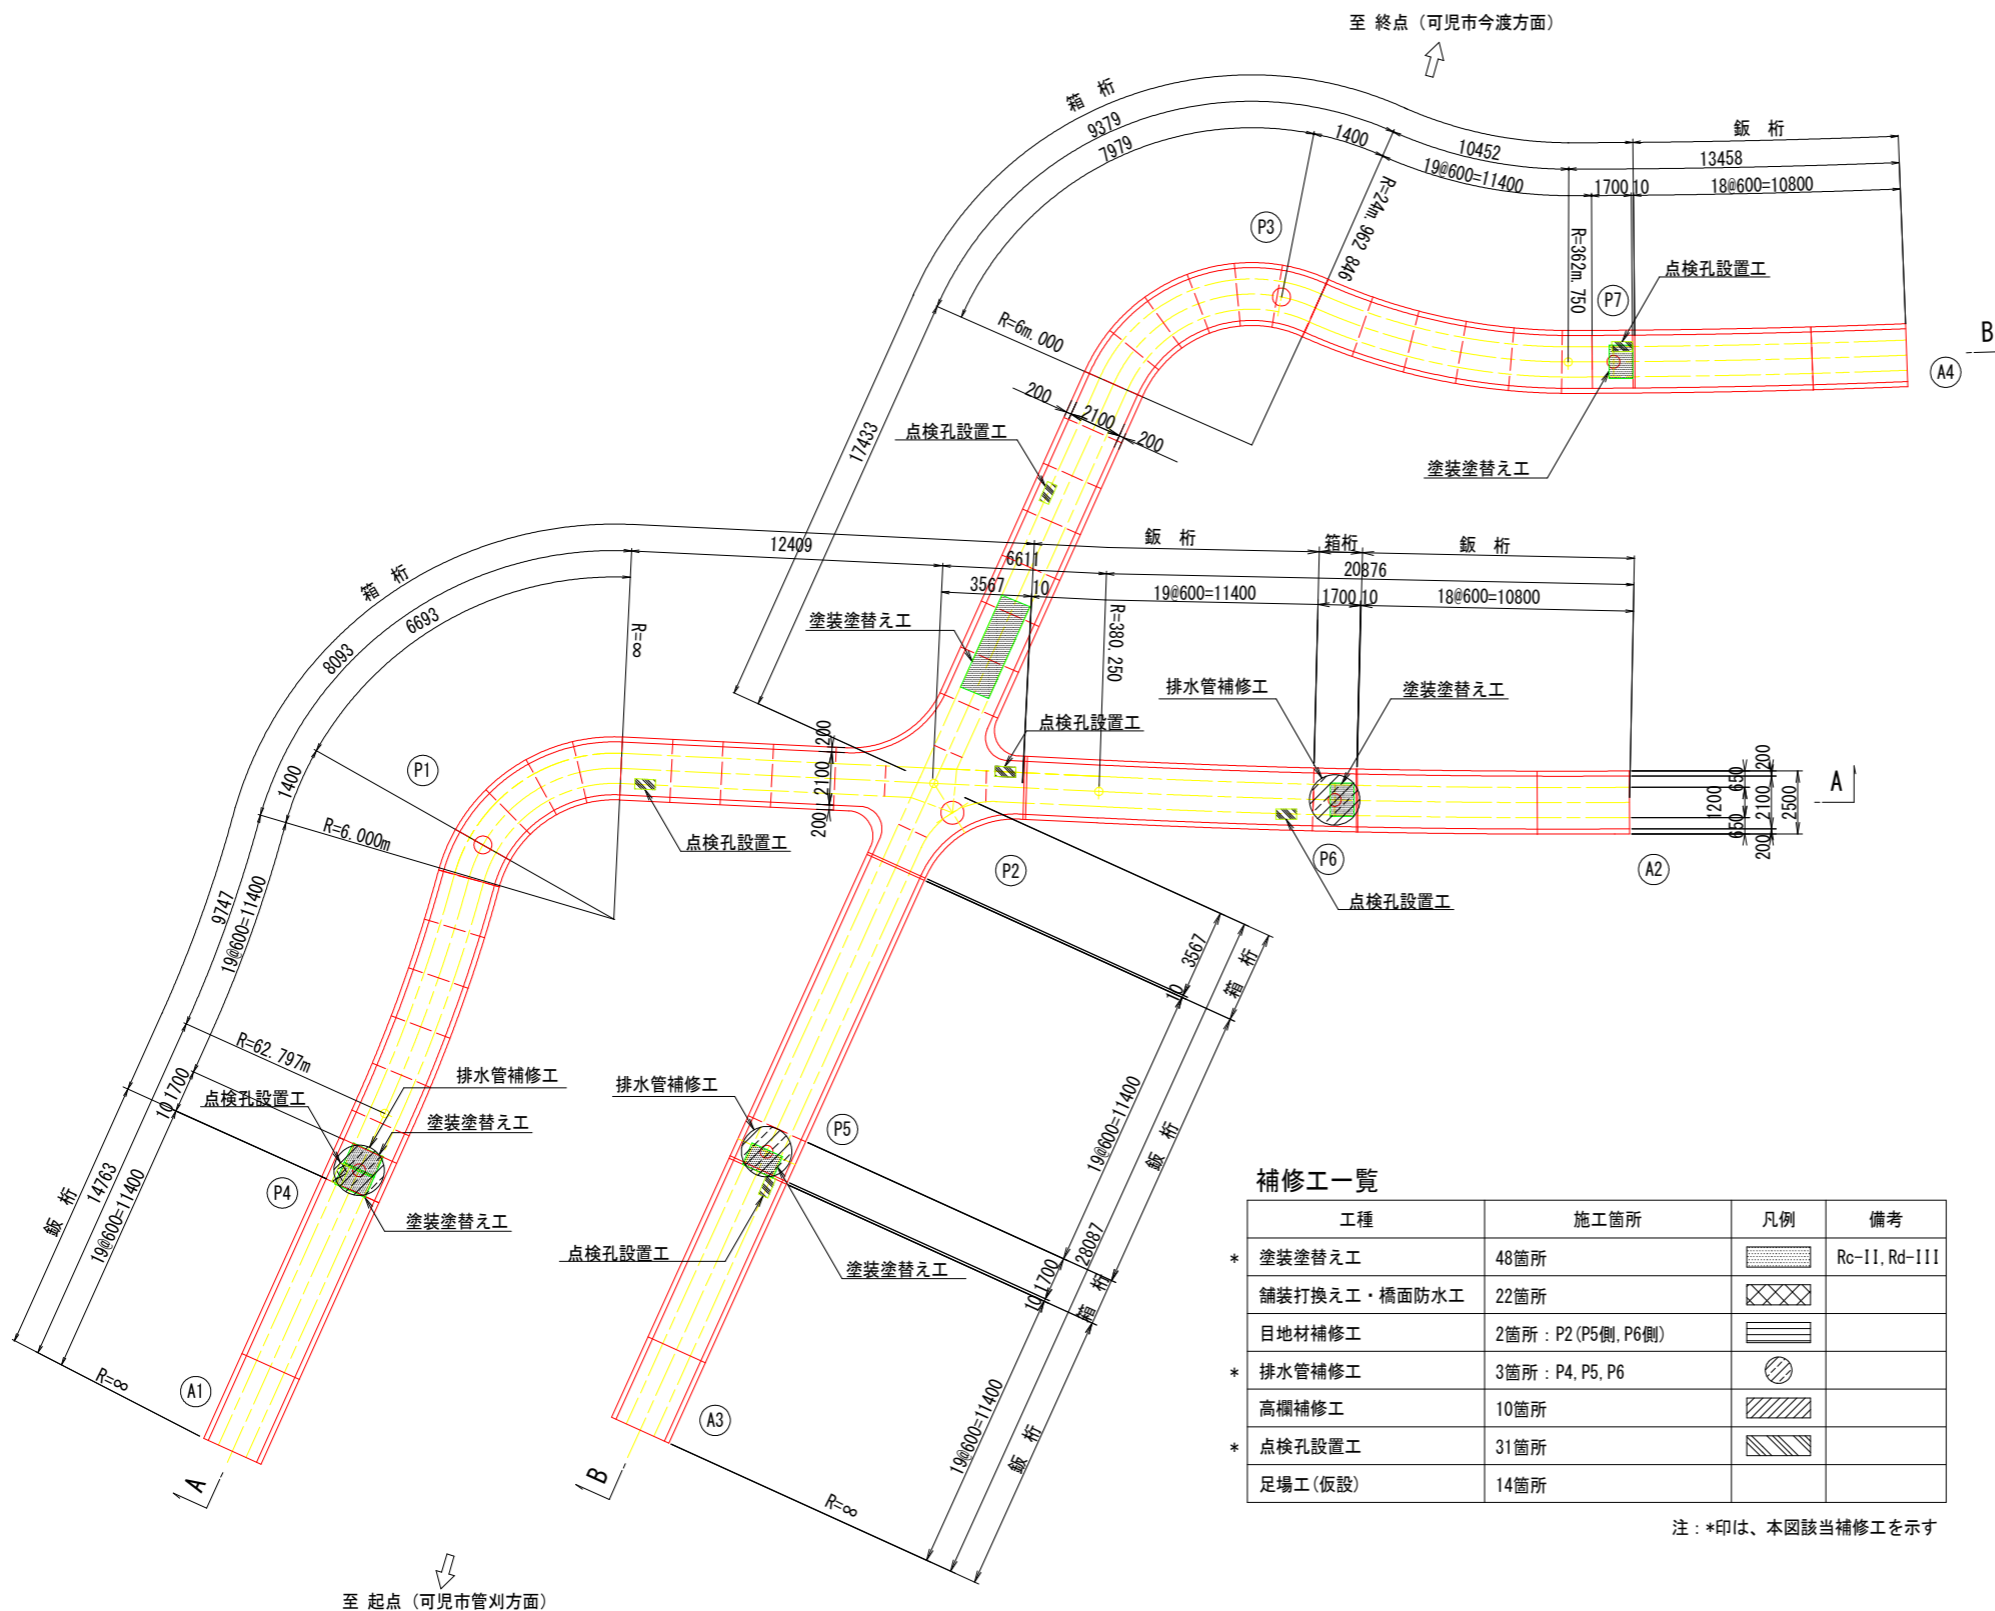 至 終点 (可児市今渡方面)
箱 桁
9379
7979
1400
10452
19@600=11400
鈑 桁
13458
1700 10
18@600=10800
R=24m. 962 846
R=362m. 750
P3
P7
点検孔設置工
B
A4
R=6m. 000
200
2100
200
17433
点検孔設置工
塗装塗替え工
箱 桁
12409
6611
3567
10
鈑 桁
箱桁
鈑 桁
20876
19@600=11400
1700 10
18@600=10800
8093
6693
R=∞
R=380. 250
塗装塗替え工
排水管補修工
塗装塗替え工
点検孔設置工
P1
1400
R=6.000m
200
2100
200
点検孔設置工
P2
P6
点検孔設置工
A2
A
200
650
1200
650
2100
200
2500
9747
19@600=11400
R=62.797m
1700
10
点検孔設置工
排水管補修工
塗装塗替え工
P4
塗装塗替え工
鈑 桁
14763
19@600=11400
R=∞
A1
A
排水管補修工
P5
点検孔設置工
塗装塗替え工
3567
10
箱 桁
19@600=11400
鈑 桁
28087
1700
10
箱 桁
19@600=11400
鈑 桁
R=∞
A3
B
至 起点 (可児市管刈方面)
補修工一覧
工種 施工箇所 凡例 備考
* 塗装塗替え工 48箇所 Rc-II,Rd-III
舗装打換え工・橋面防水工 22箇所
目地材補修工 2箇所：P2(P5側,P6側)
* 排水管補修工 3箇所：P4,P5,P6
高欄補修工 10箇所
* 点検孔設置工 31箇所
足場工(仮設) 14箇所
注：*印は、本図該当補修工を示す